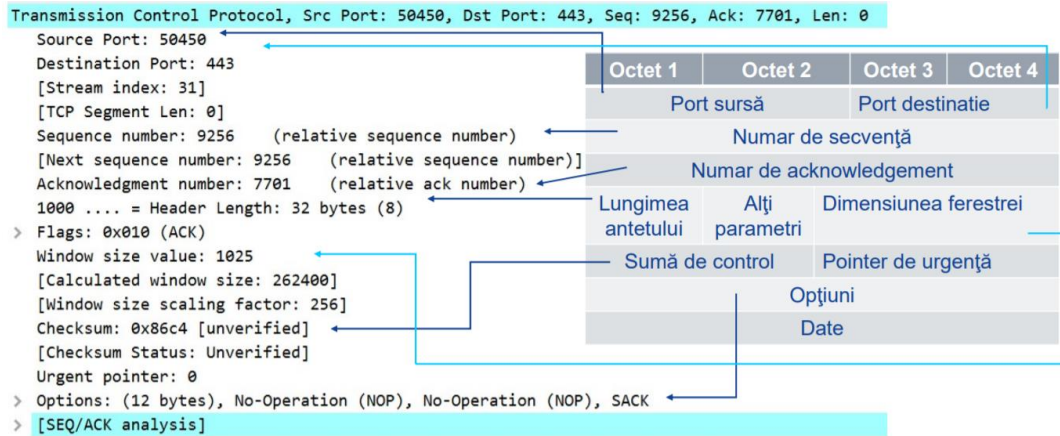 Transmission Control Protocol, Src Port: 50450, Dst Port: 443, Seq: 9256, Ack: 7701, Len: 0
Source Port: 50450
Destination Port: 443
[Stream index: 31]
[TCP Segment Len: 0]
Sequence number: 9256 (relative sequence number)
[Next sequence number: 9256 (relative sequence number)]
Acknowledgment number: 7701 (relative ack number)
1000 .... = Header Length: 32 bytes (8)
> Flags: 0x010 (ACK)
Window size value: 1025
[Calculated window size: 262400]
[Window size scaling factor: 256]
Checksum: 0x86c4 [unverified]
[Checksum Status: Unverified]
Urgent pointer: 0
> Options: (12 bytes), No-Operation (NOP), No-Operation (NOP), SACK
> [SEQ/ACK analysis]
Octet 1 Octet 2 Octet 3 Octet 4
Port sursă Port destinatie
Numar de secvenţă
Numar de acknowledgement
Lungimea antetului Alţi parametri Dimensiunea ferestrei
Sumă de control Pointer de urgenţă
Opţiuni
Date